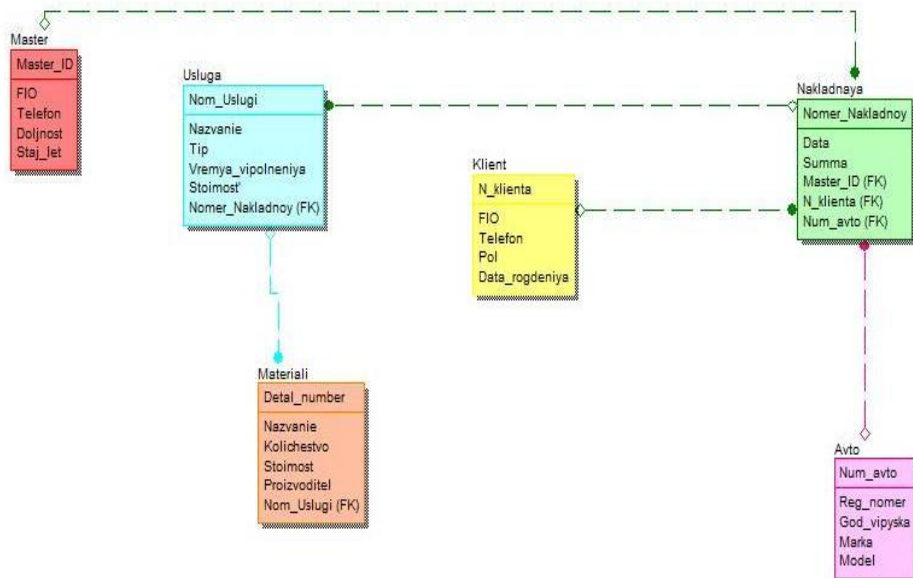 Master
Master_ID
FIO
Telefon
Doljnost
Staj_let
Usluga
Nom_Uslugi
Nazvanie
Tip
Vremya_vipolneniya
Stoimost'
Nomer_Nakladnoy (FK)
Klient
N_klienta
FIO
Telefon
Pol
Data_rogdeniya
Nakladnaya
Nomer_Nakladnoy
Data
Summa
Master_ID (FK)
N_klienta (FK)
Num_avto (FK)
Materiali
Detal_number
Nazvanie
Kolichestvo
Stoimost
Proizvoditel
Nom_Uslugi (FK)
Avto
Num_avto
Reg_nomer
God_vipyska
Marka
Model